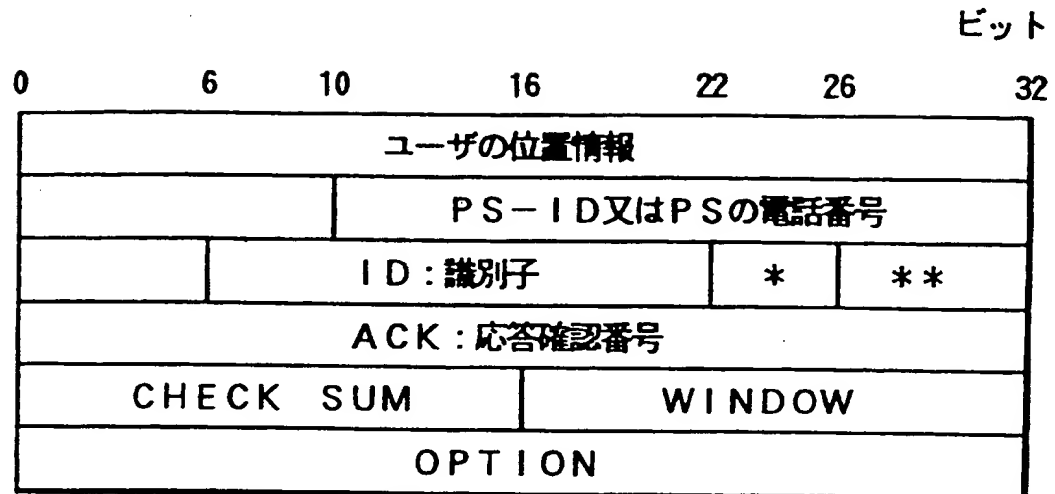 ビット
0 6 10 16 22 26 32
ユーザの位置情報
PS－ID又はPSの電話番号
ID：識別子 * **
ACK：応答確認番号
CHECK SUM WINDOW
OPTION